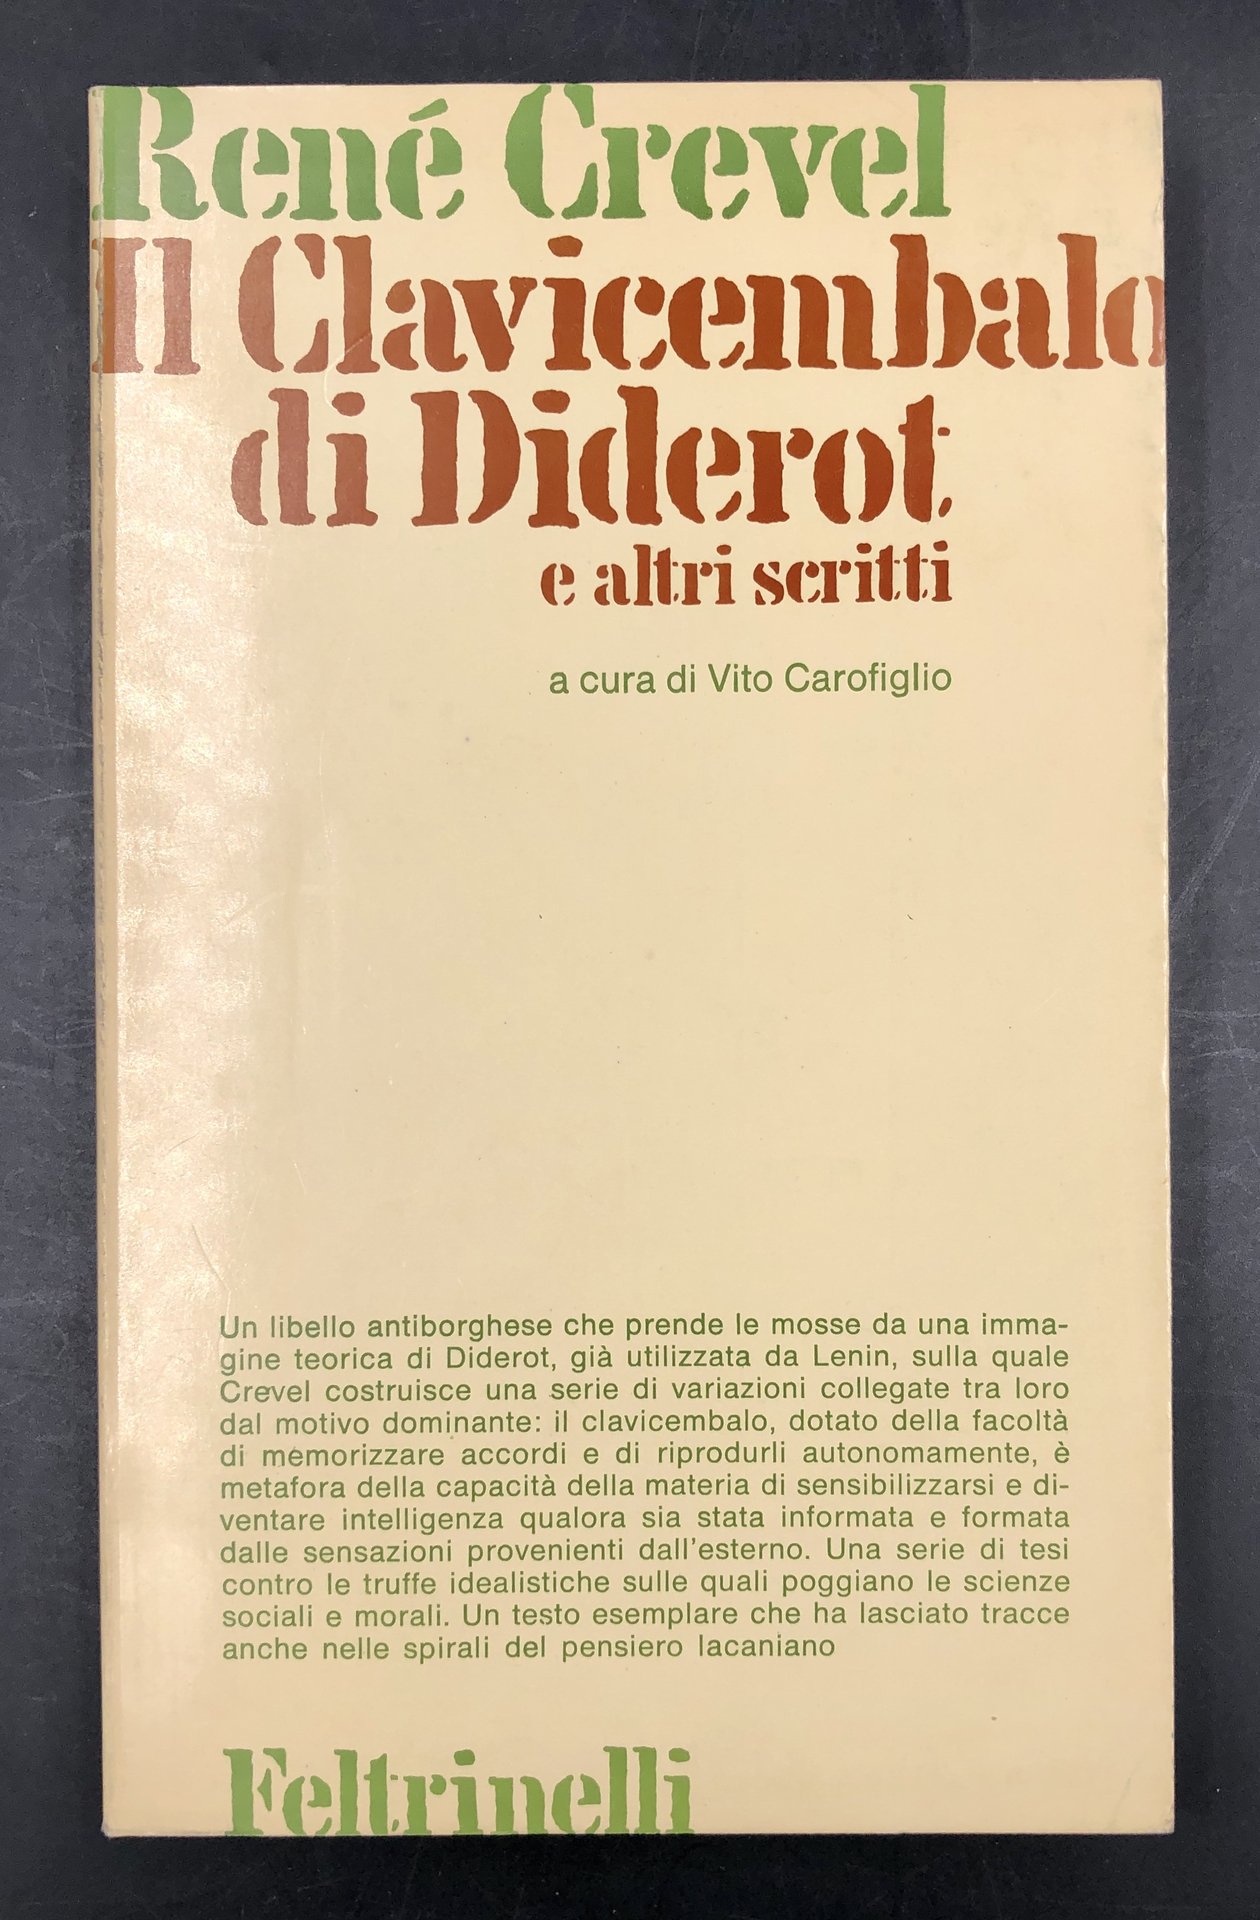 René Crevel
Il Clavicembalo
di Diderot
e altri scritti
a cura di Vito Carofiglio
Un libello antiborghese che prende le mosse da una imma-
gine teorica di Diderot, già utilizzata da Lenin, sulla quale
Crevel costruisce una serie di variazioni collegate tra loro
dal motivo dominante: il clavicembalo, dotato della facoltà
di memorizzare accordi e di riprodurli autonomamente, è
metafora della capacità della materia di sensibilizzarsi e di-
ventare intelligenza qualora sia stata informata e formata
dalle sensazioni provenienti dall'esterno. Una serie di tesi
contro le truffe idealistiche sulle quali poggiano le scienze
sociali e morali. Un testo esemplare che ha lasciato tracce
anche nelle spirali del pensiero lacaniano
Feltrinelli